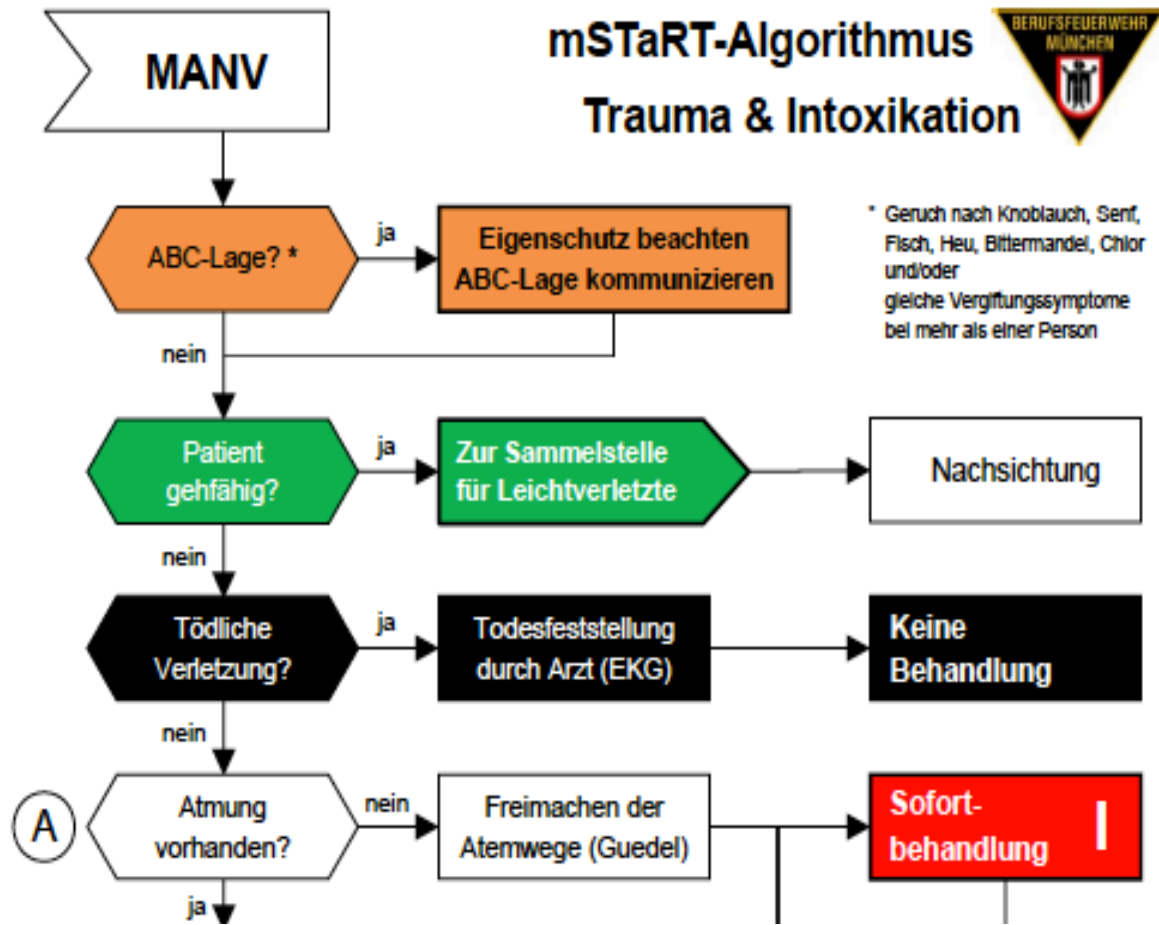 MANV
mSTaRT-Algorithmus
Trauma & Intoxikation
BERUFSFEUERWEHR
MÜNCHEN
ABC-Lage? *
ja
Eigenschutz beachten
ABC-Lage kommunizieren
* Geruch nach Knoblauch, Senf,
Fisch, Heu, Bittermandel, Chlor
und/oder
gleiche Vergiftungssymptome
bei mehr als einer Person
nein
Patient
gehfähig?
ja
Zur Sammelstelle
für Leichtverletzte
Nachsichtung
nein
Tödliche
Verletzung?
ja
Todesfeststellung
durch Arzt (EKG)
Keine
Behandlung
nein
A
Atmung
vorhanden?
nein
Freimachen der
Atemwege (Guedel)
Sofort-
behandlung
I
ja